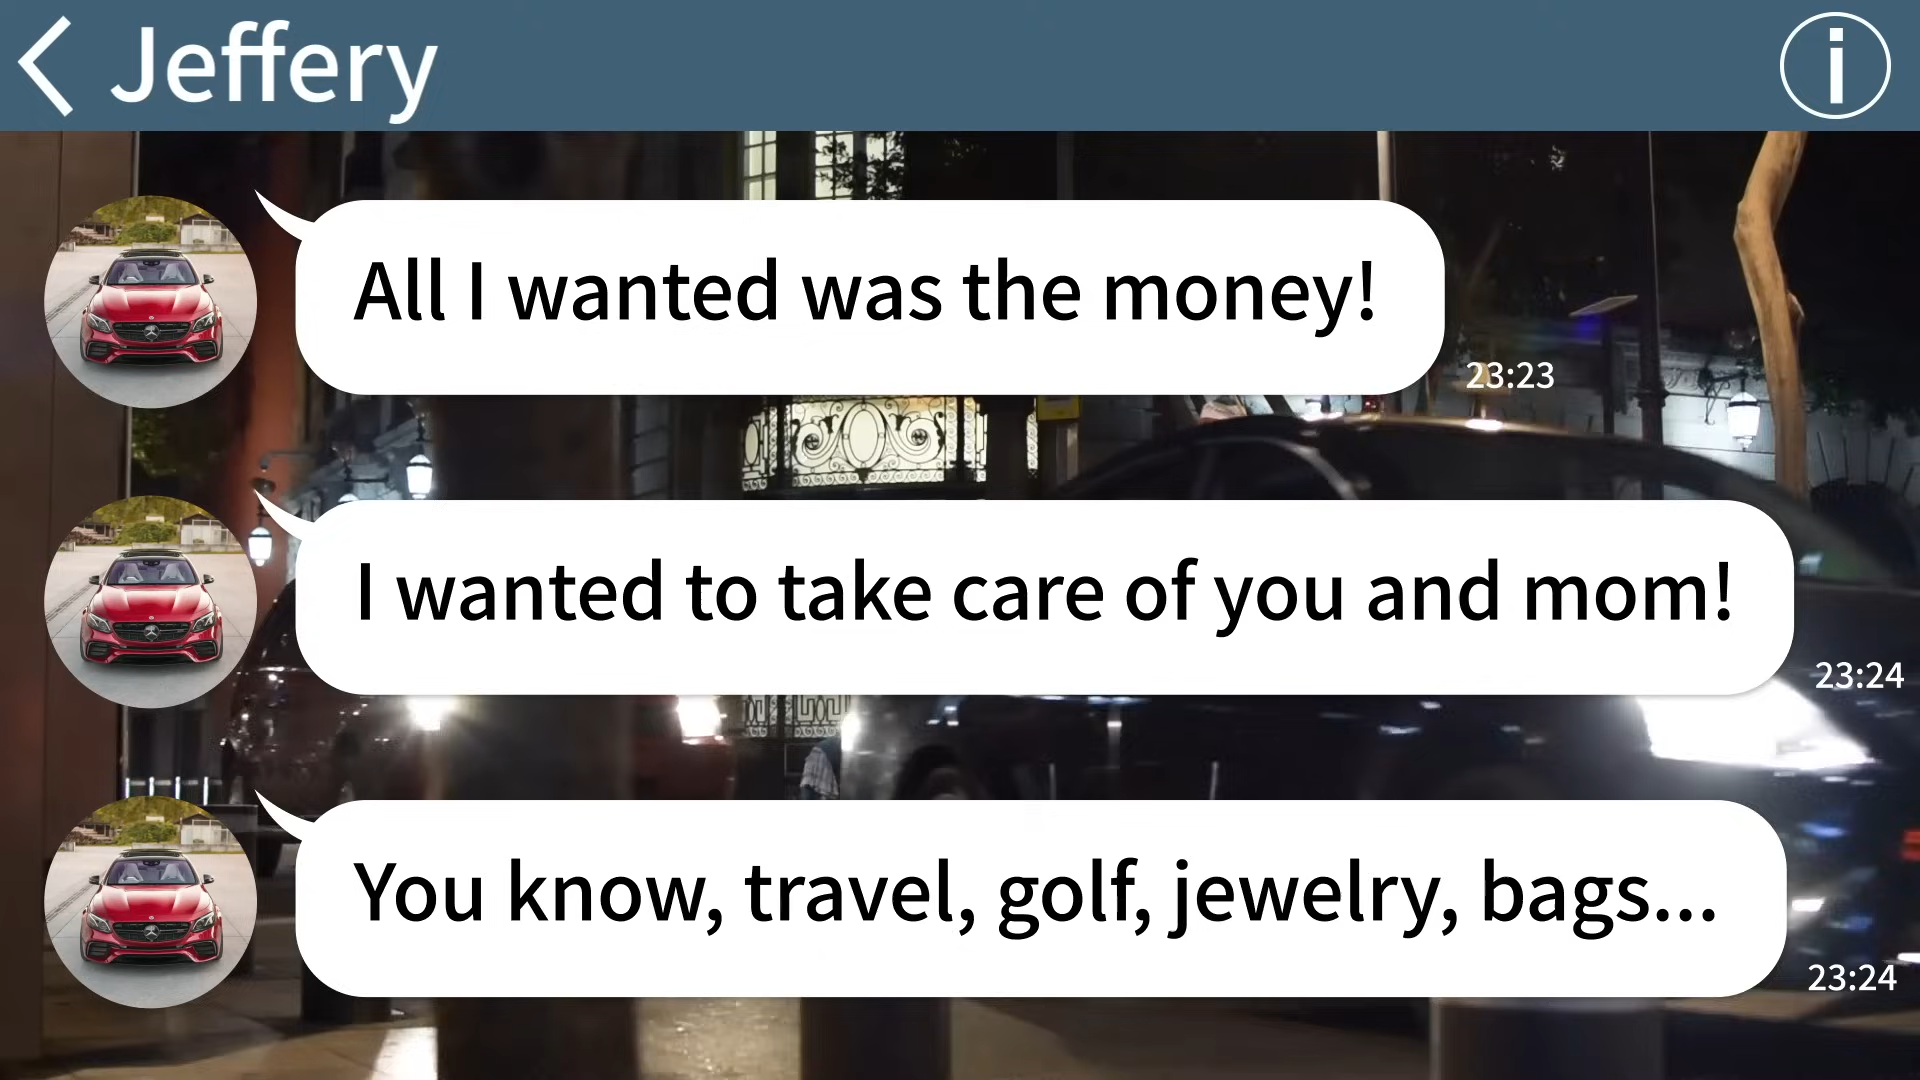 Jeffery
All I wanted was the money!
23:23
I wanted to take care of you and mom!
23:24
You know, travel, golf, jewelry, bags...
23:24